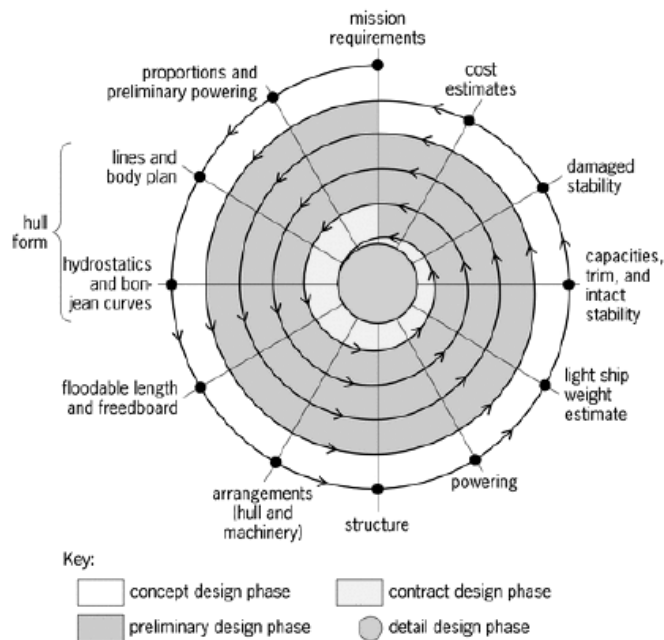 mission
requirements
proportions and
preliminary powering
cost
estimates
lines and
body plan
damaged
stability
hull
form
hydrostatics
and bon-
jean curves
capacities,
trim, and
intact
stability
floodable length
and freedboard
light ship
weight
estimate
arrangements
(hull and
machinery)
structure
powering
Key:
concept design phase
contract design phase
preliminary design phase
detail design phase